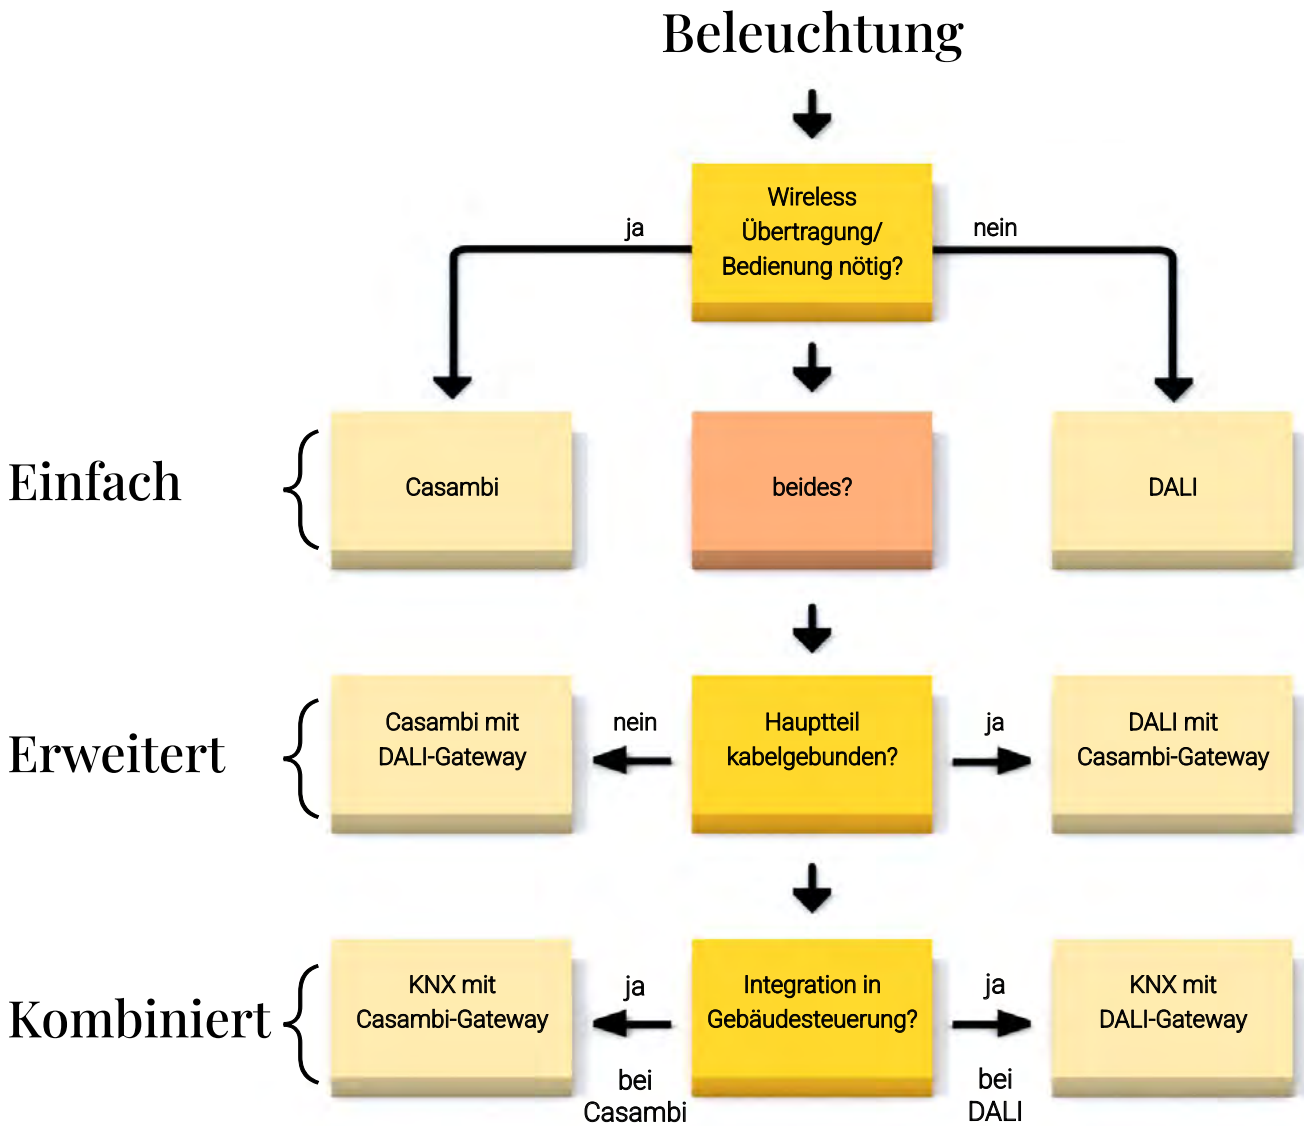 Beleuchtung
Wireless
Übertragung/
Bedienung nötig?
ja
nein
Einfach
Casambi
beides?
DALI
Erweitert
Casambi mit
DALI-Gateway
nein
Hauptteil
kabelgebunden?
ja
DALI mit
Casambi-Gateway
Kombiniert
KNX mit
Casambi-Gateway
ja
bei
Casambi
Integration in
Gebäudesteuerung?
ja
bei
DALI
KNX mit
DALI-Gateway